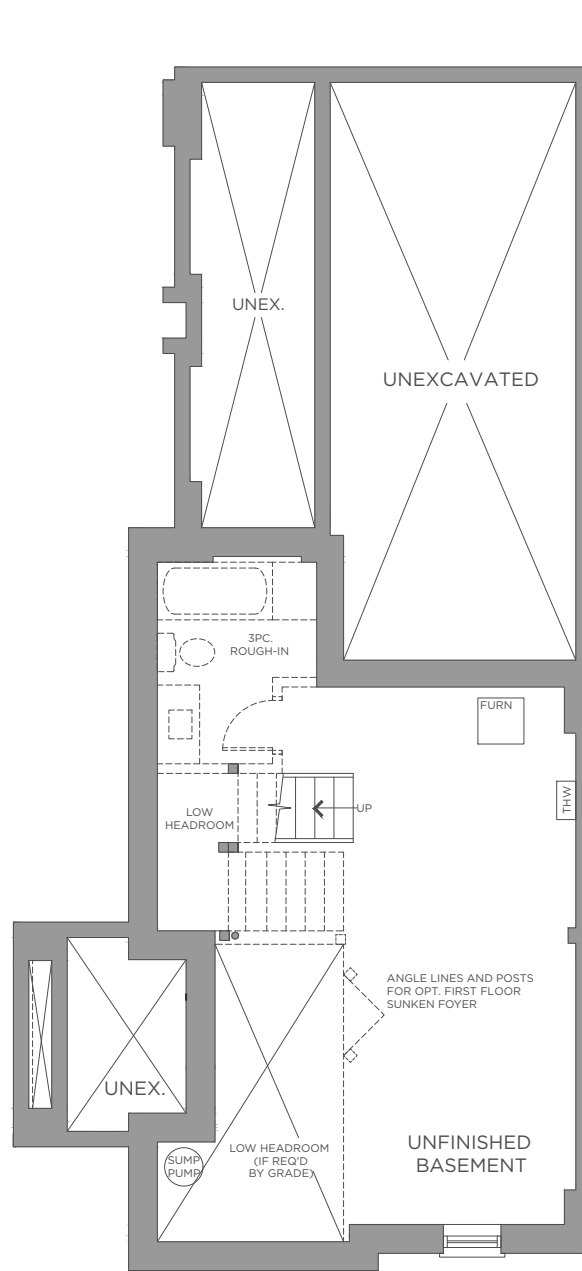 UNEX.
UNEXCAVATED
3PC.
ROUGH-IN
FURN
THW
LOW
HEADROOM
UP
ANGLE LINES AND POSTS
FOR OPT. FIRST FLOOR
SUNKEN FOYER
UNEX.
SUMP
PUMP
LOW HEADROOM
(IF REQ'D
BY GRADE)
UNFINISHED
BASEMENT